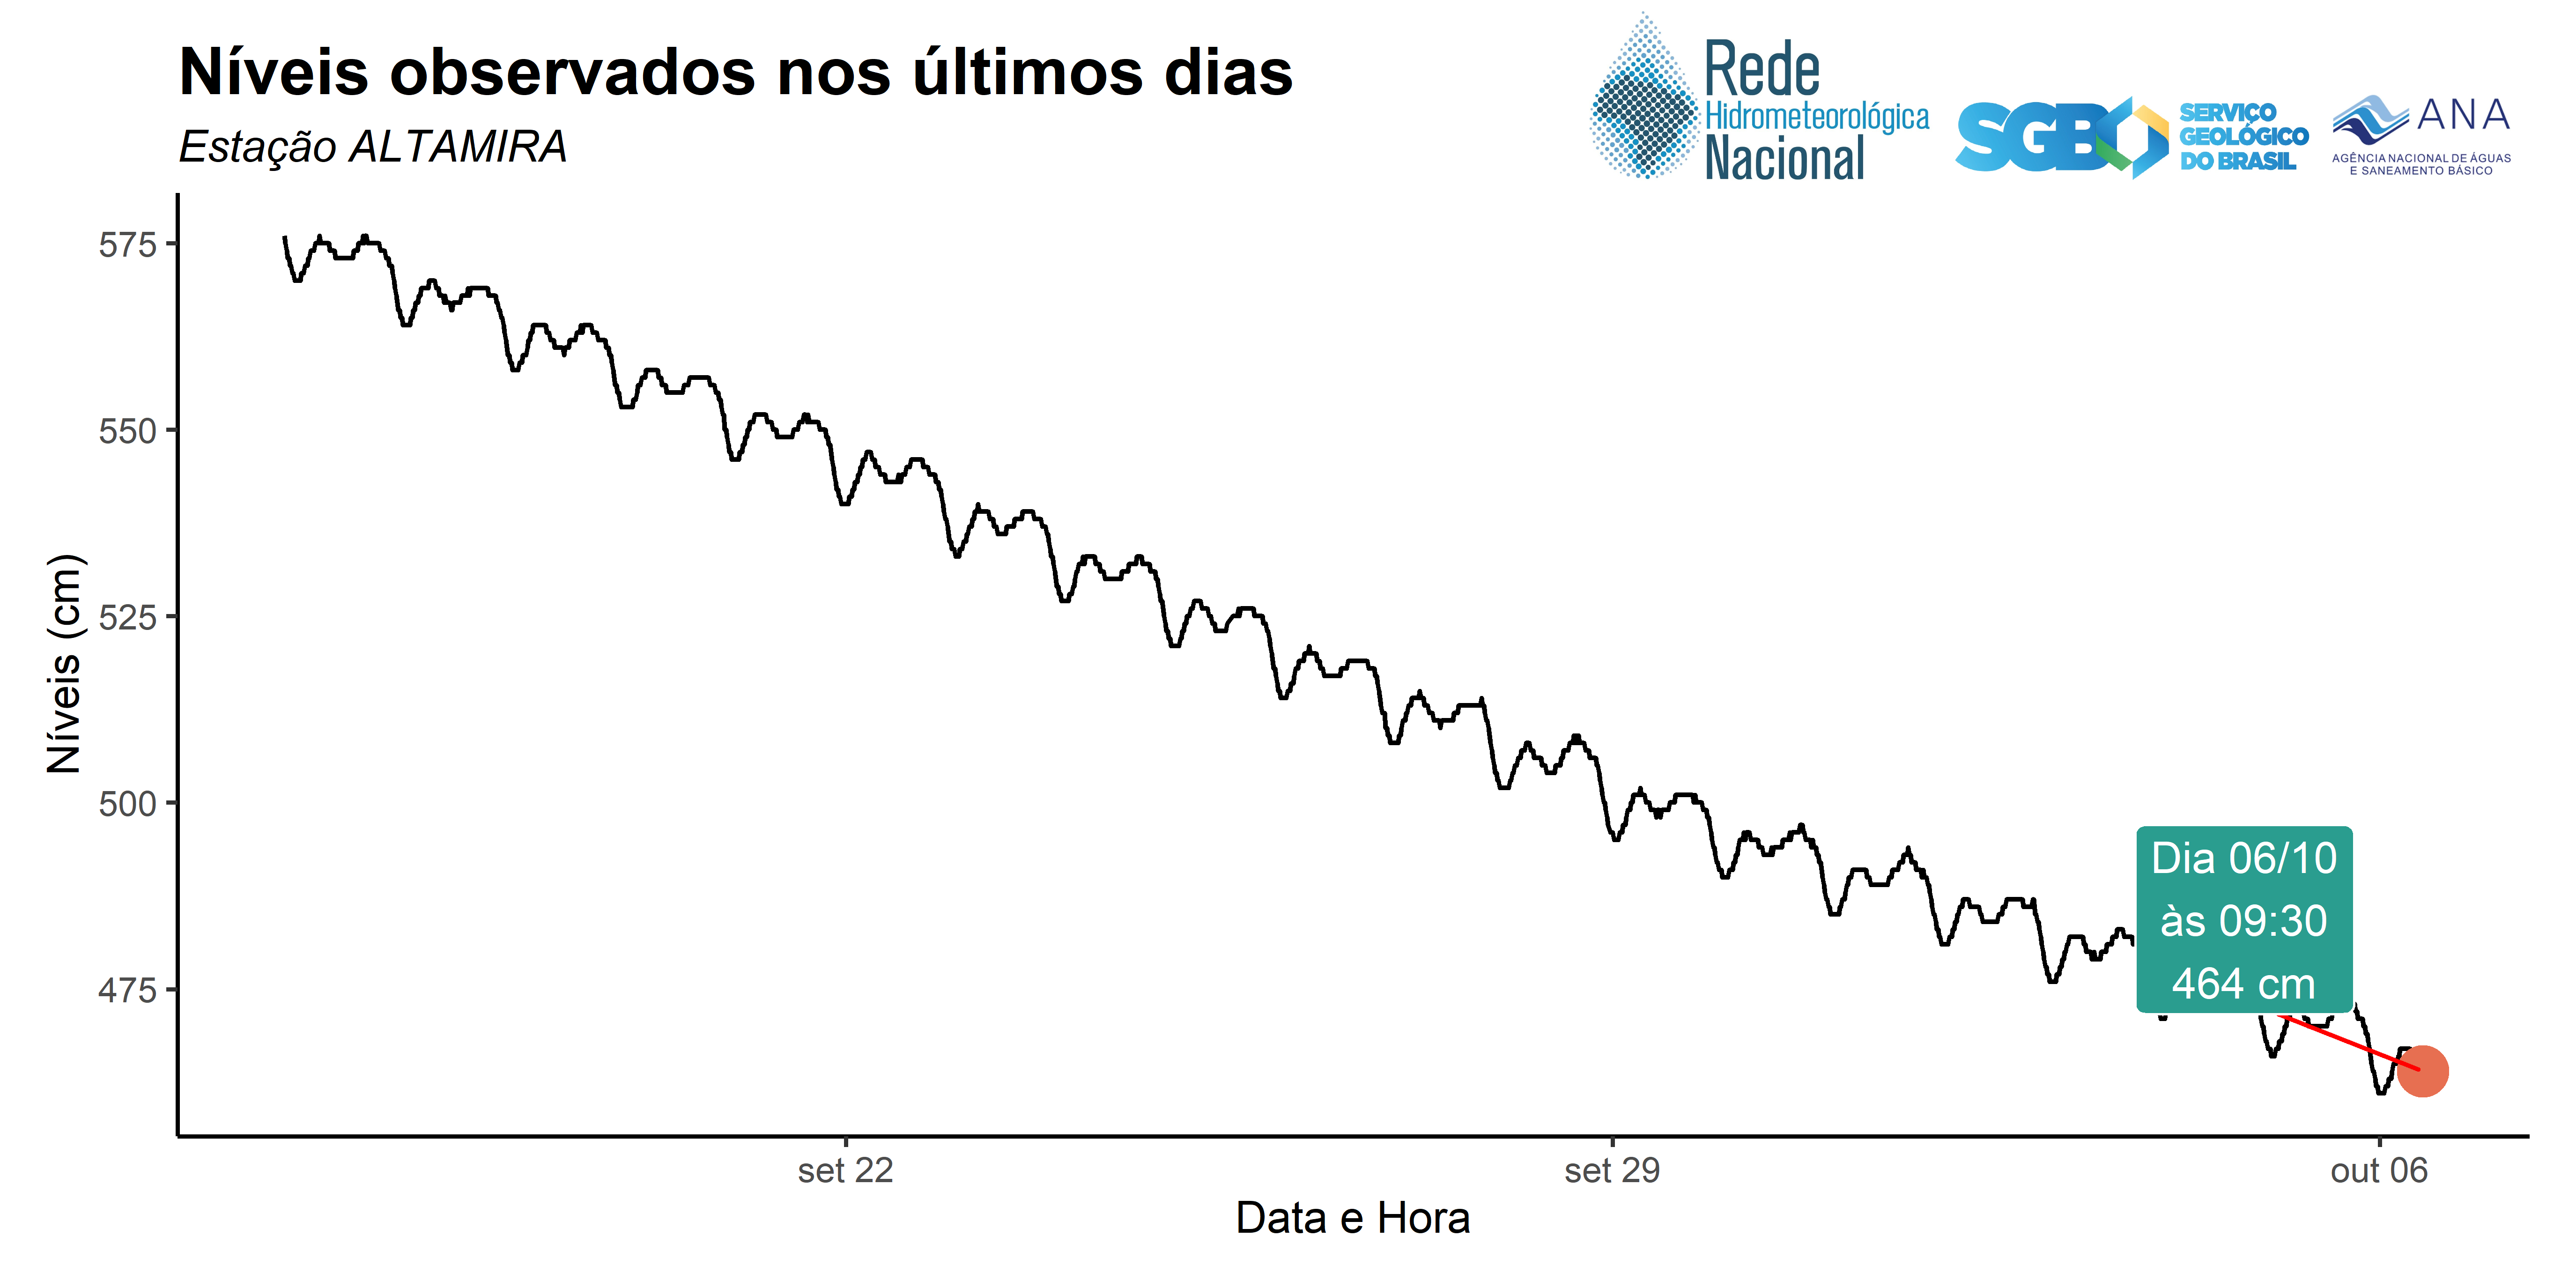 Níveis observados nos últimos dias
Estação ALTAMIRA
Rede
Hidrometeorológica
Nacional
SGB
SERVIÇO
GEOLÓGICO
DO BRASIL
ANA
AGÊNCIA NACIONAL DE ÁGUAS
E SANEAMENTO BÁSICO
Níveis (cm)
575
550
525
500
475
Dia 06/10
às 09:30
464 cm
set 22
set 29
out 06
Data e Hora